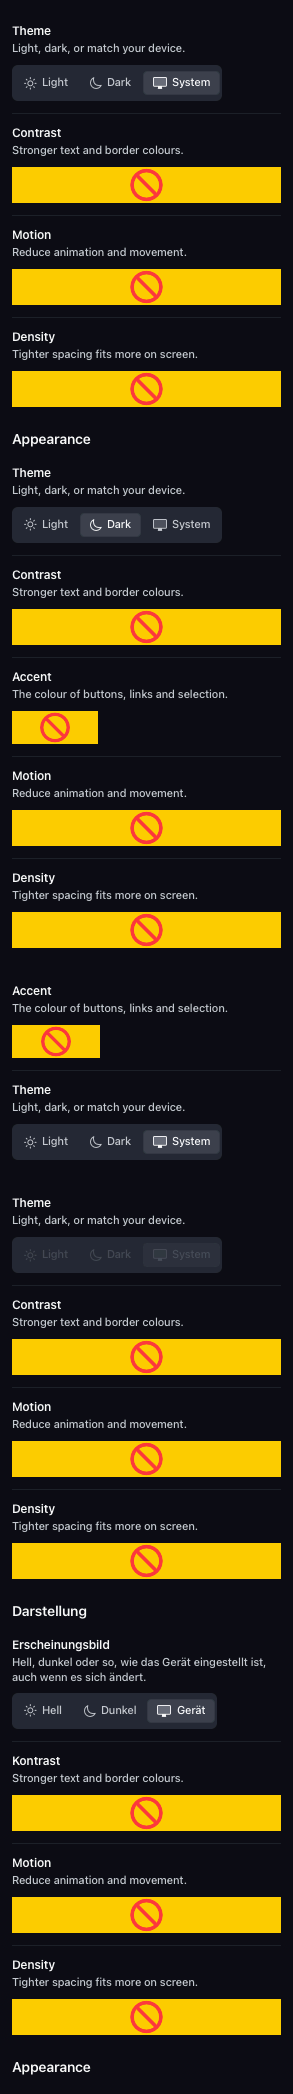 Theme
Light, dark, or match your device.
Light Dark System
Contrast
Stronger text and border colours.
Motion
Reduce animation and movement.
Density
Tighter spacing fits more on screen.
Appearance
Theme
Light, dark, or match your device.
Light Dark System
Contrast
Stronger text and border colours.
Accent
The colour of buttons, links and selection.
Motion
Reduce animation and movement.
Density
Tighter spacing fits more on screen.
Accent
The colour of buttons, links and selection.
Theme
Light, dark, or match your device.
Light Dark System
Theme
Light, dark, or match your device.
Light Dark System
Contrast
Stronger text and border colours.
Motion
Reduce animation and movement.
Density
Tighter spacing fits more on screen.
Darstellung
Erscheinungsbild
Hell, dunkel oder so, wie das Gerät eingestellt ist,
auch wenn es sich ändert.
Hell Dunkel Gerät
Kontrast
Stronger text and border colours.
Motion
Reduce animation and movement.
Density
Tighter spacing fits more on screen.
Appearance